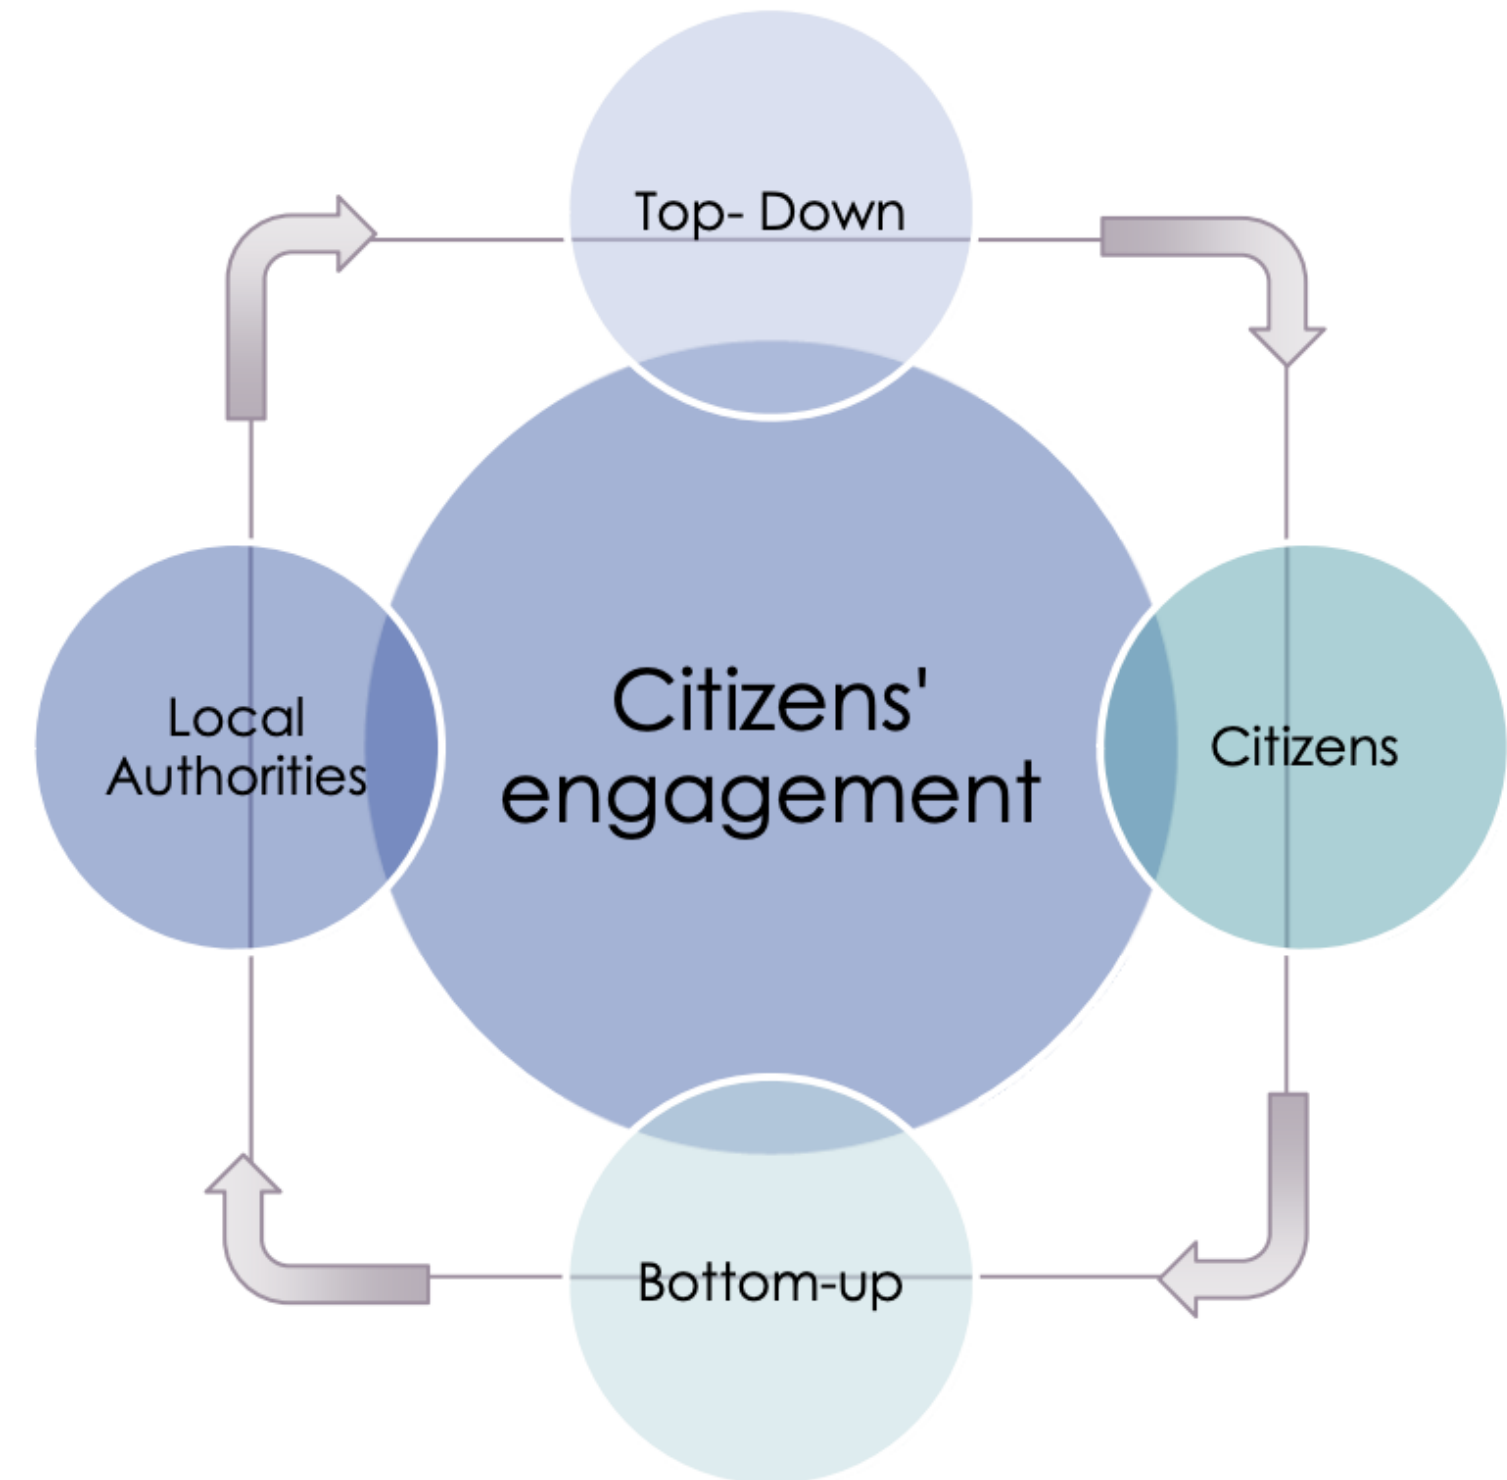 Top- Down
Local
Authorities
Citizens'
engagement
Citizens
Bottom-up